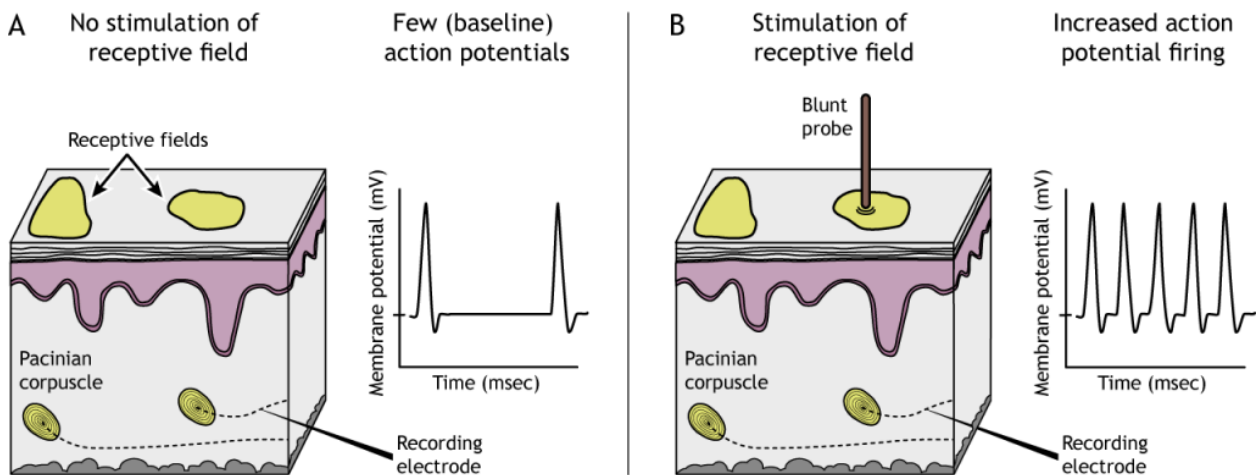 A
No stimulation of
receptive field
Few (baseline)
action potentials
Receptive fields
Membrane potential (mV)
Time (msec)
Pacinian
corpuscle
Recording
electrode
B
Stimulation of
receptive field
Increased action
potential firing
Blunt
probe
Membrane potential (mV)
Time (msec)
Pacinian
corpuscle
Recording
electrode